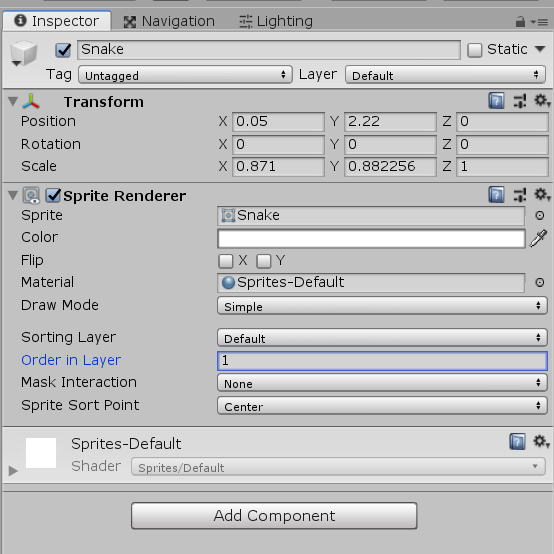 Inspector Navigation Lighting
Snake Static
Tag Untagged Layer Default
Transform
Position X 0.05 Y 2.22 Z 0
Rotation X 0 Y 0 Z 0
Scale X 0.871 Y 0.882256 Z 1
Sprite Renderer
Sprite Snake
Color
Flip X Y
Material Sprites-Default
Draw Mode Simple
Sorting Layer Default
Order in Layer 1
Mask Interaction None
Sprite Sort Point Center
Sprites-Default
Shader Sprites/Default
Add Component